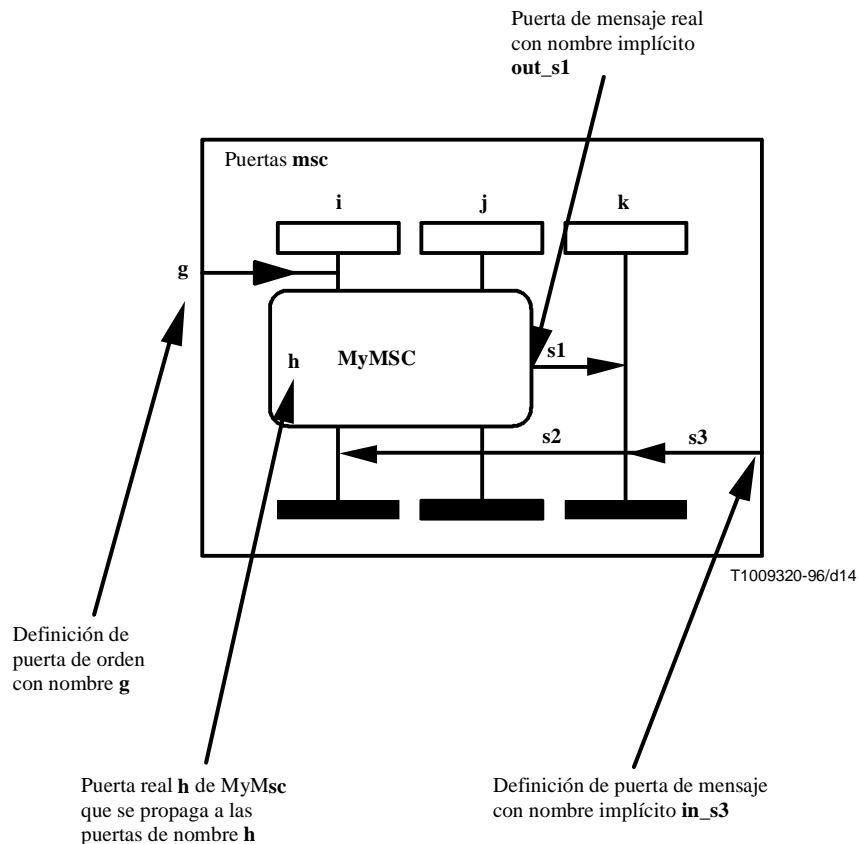 Puerta de mensaje real
con nombre implícito
out_s1
Puertas msc
i
j
k
g
h
MyMSC
s1
s2
s3
T1009320-96/d14
Definición de
puerta de orden
con nombre g
Puerta real h de MyMsc
que se propaga a las
puertas de nombre h
Definición de puerta de mensaje
con nombre implícito in_s3